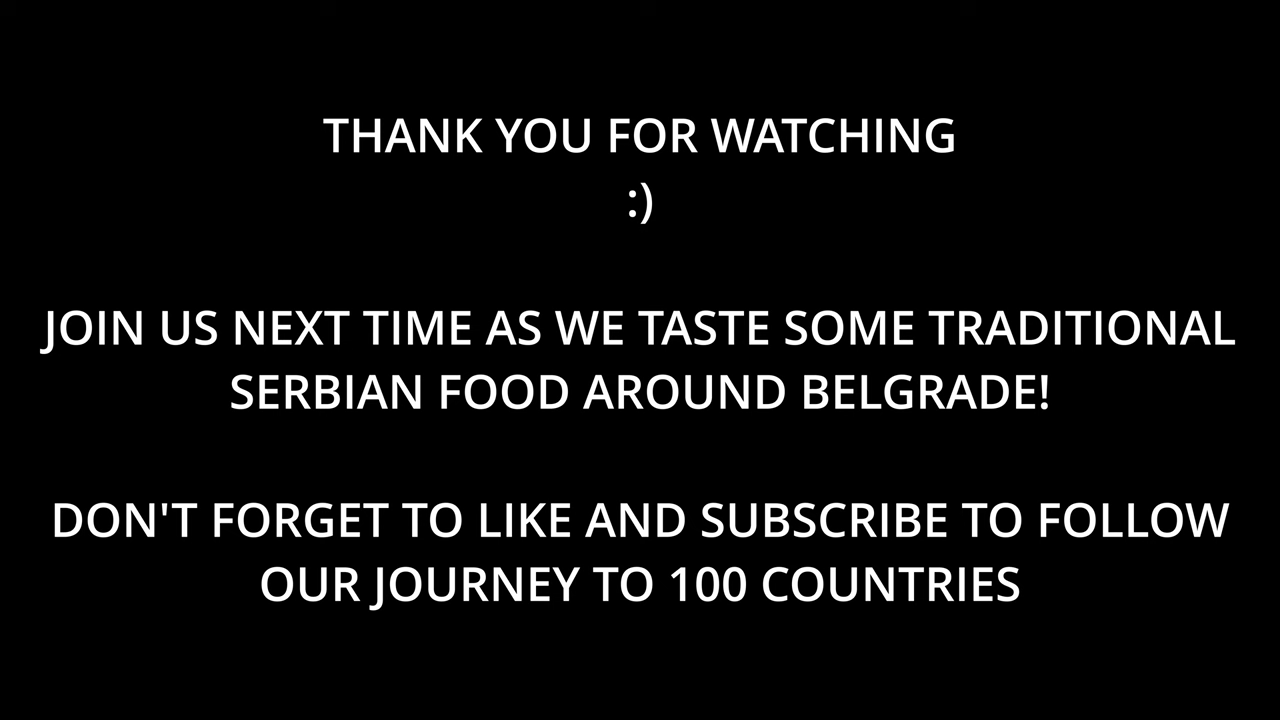 THANK YOU FOR WATCHING
:)
JOIN US NEXT TIME AS WE TASTE SOME TRADITIONAL
SERBIAN FOOD AROUND BELGRADE!
DON'T FORGET TO LIKE AND SUBSCRIBE TO FOLLOW
OUR JOURNEY TO 100 COUNTRIES